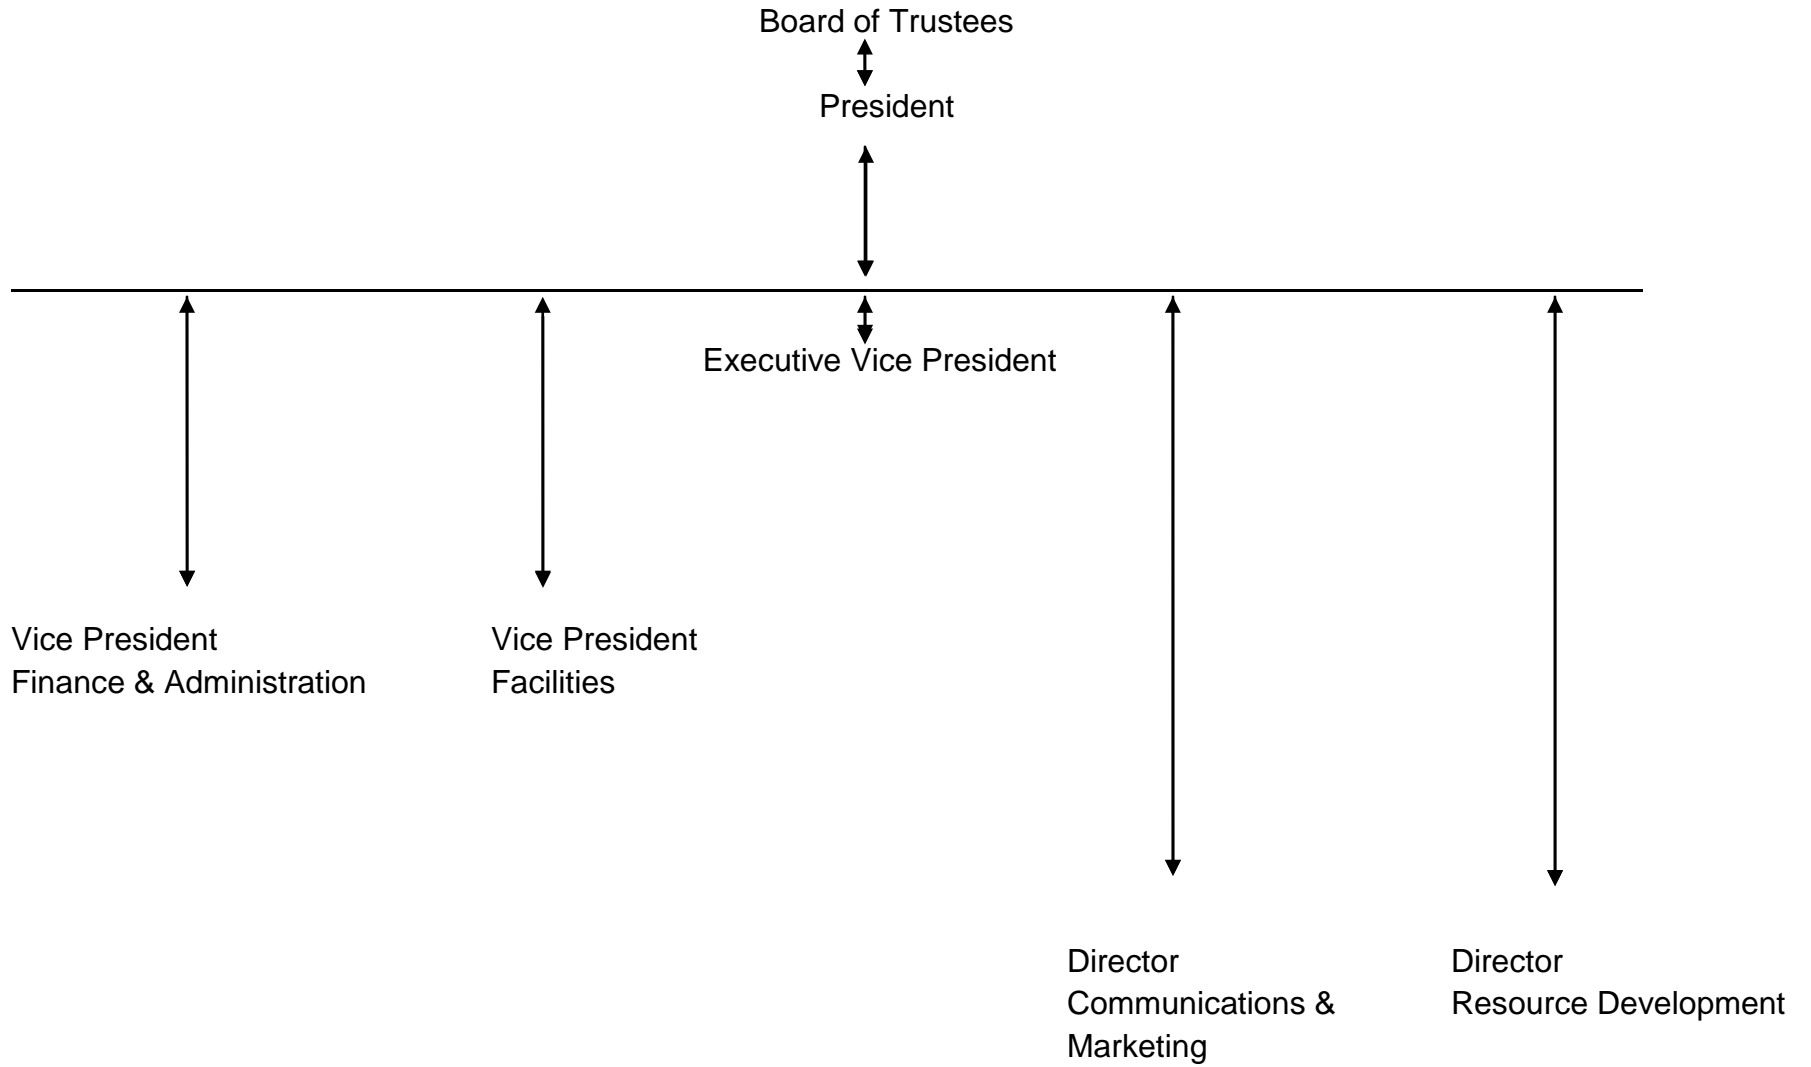 Board of Trustees
President
Executive Vice President
Vice President
Finance & Administration
Vice President
Facilities
Director
Communications &
Marketing
Director
Resource Development